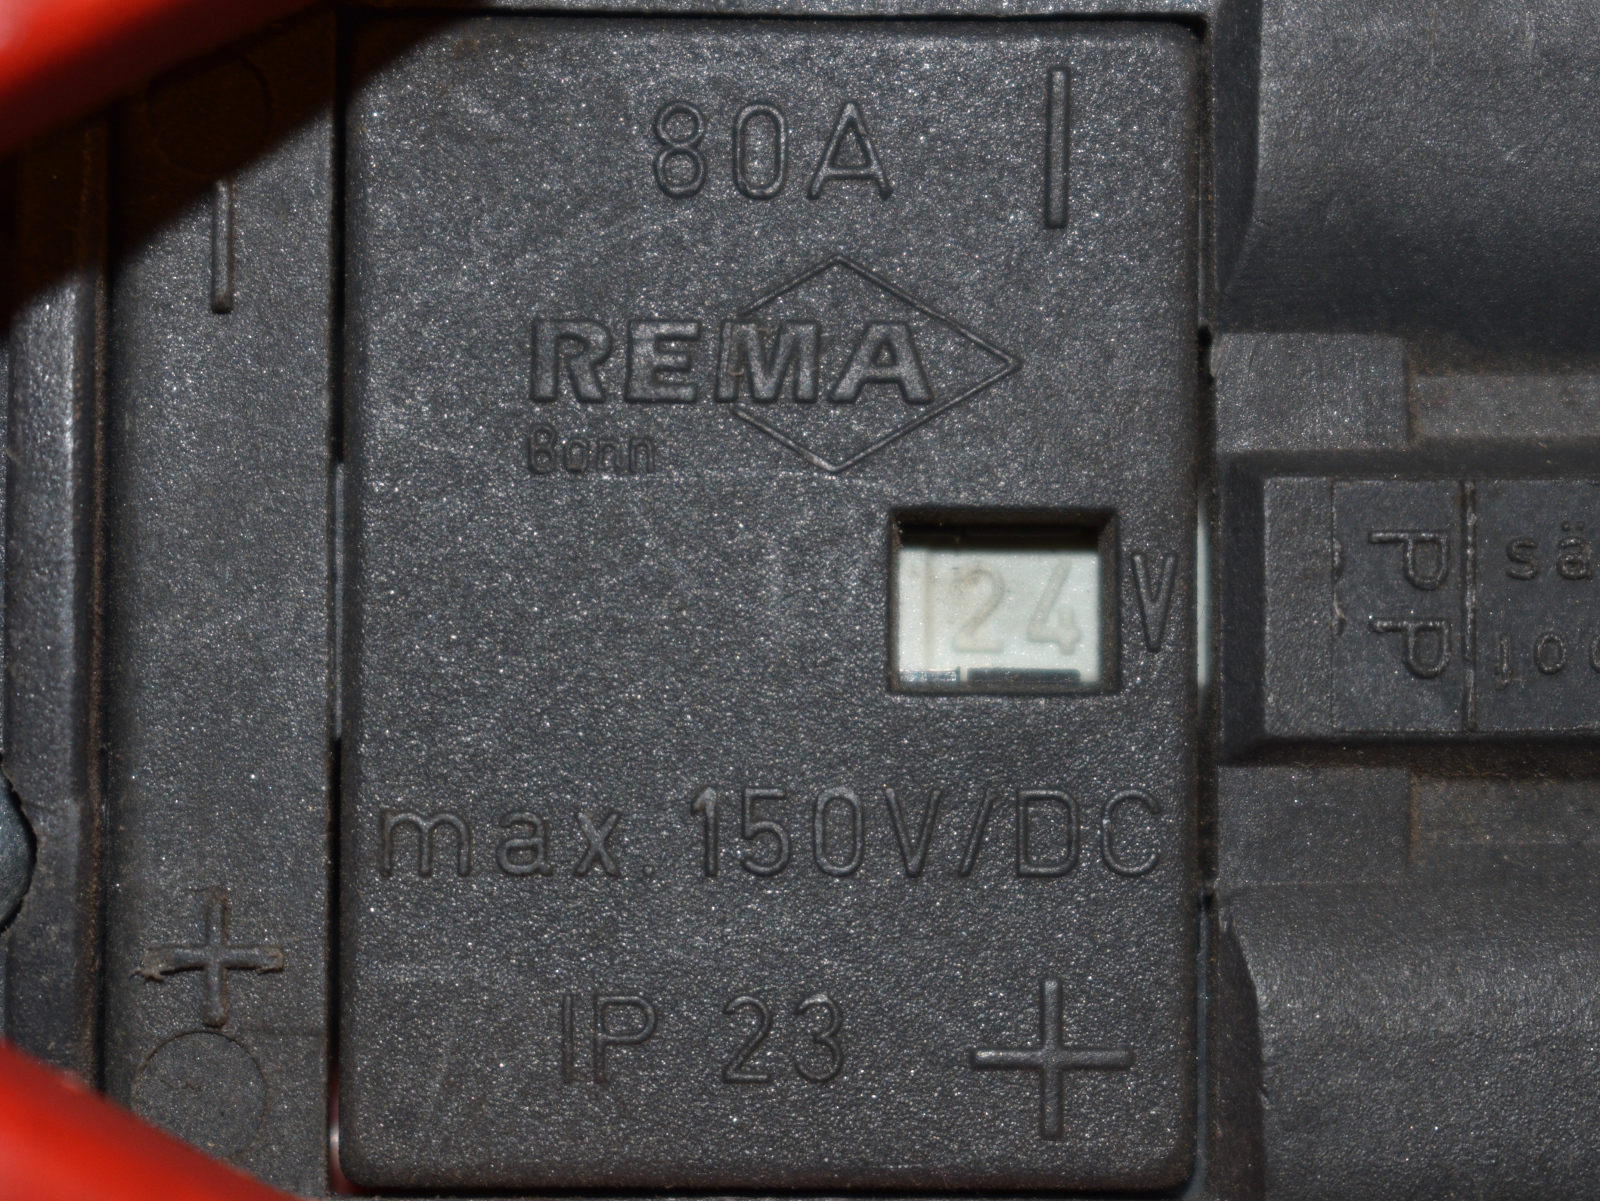 80A
REMA
Bonn
24 V
max. 150V/DC
IP 23
+
+
PP